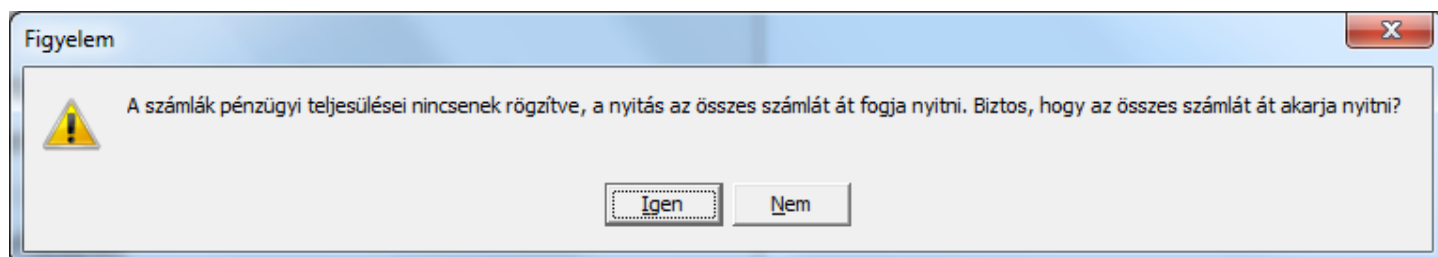 Figyelem
A számlák pénzügyi teljesülései nincsenek rögzítve, a nyitás az összes számlát át fogja nyitni. Biztos, hogy az összes számlát át akarja nyitni?
Igen
Nem